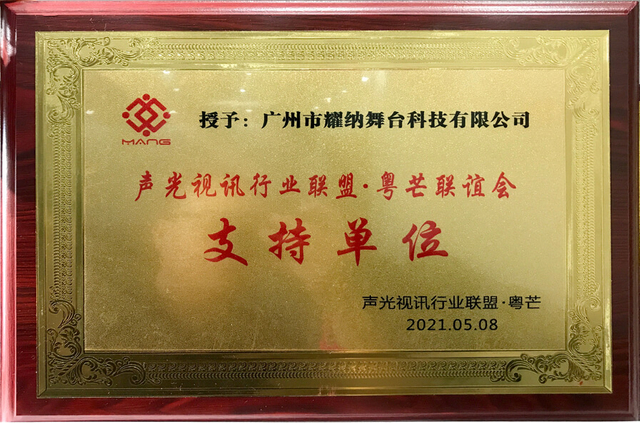 MANG
授予：广州市耀纳舞台科技有限公司
声光视讯行业联盟·粤芒联谊会
支持单位
声光视讯行业联盟·粤芒
2021.05.08